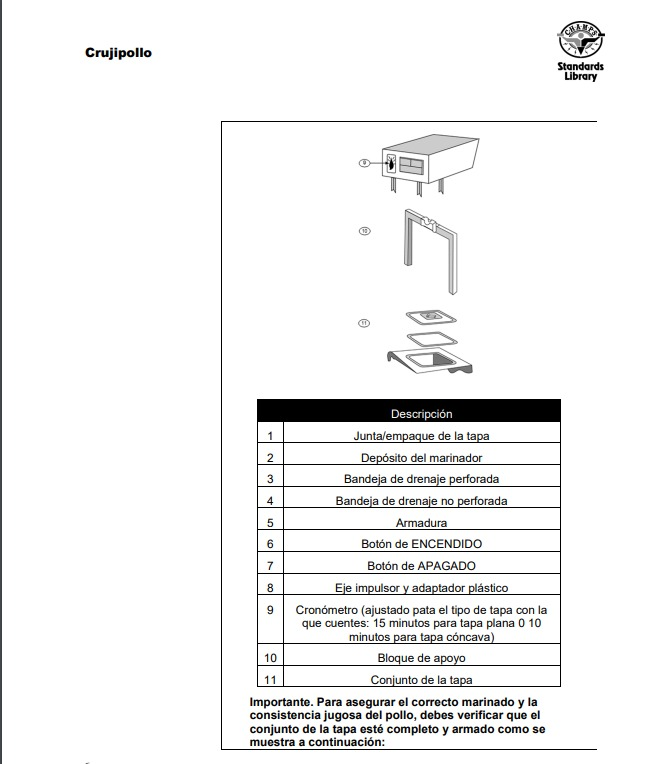 Crujipollo
CHAMPS
Standards
Library
9
10
11
Descripción
1 Junta/empaque de la tapa
2 Depósito del marinador
3 Bandeja de drenaje perforada
4 Bandeja de drenaje no perforada
5 Armadura
6 Botón de ENCENDIDO
7 Botón de APAGADO
8 Eje impulsor y adaptador plástico
9 Cronómetro (ajustado pata el tipo de tapa con la
que cuentes: 15 minutos para tapa plana 0 10
minutos para tapa cóncava)
10 Bloque de apoyo
11 Conjunto de la tapa
Importante. Para asegurar el correcto marinado y la
consistencia jugosa del pollo, debes verificar que el
conjunto de la tapa esté completo y armado como se
muestra a continuación: